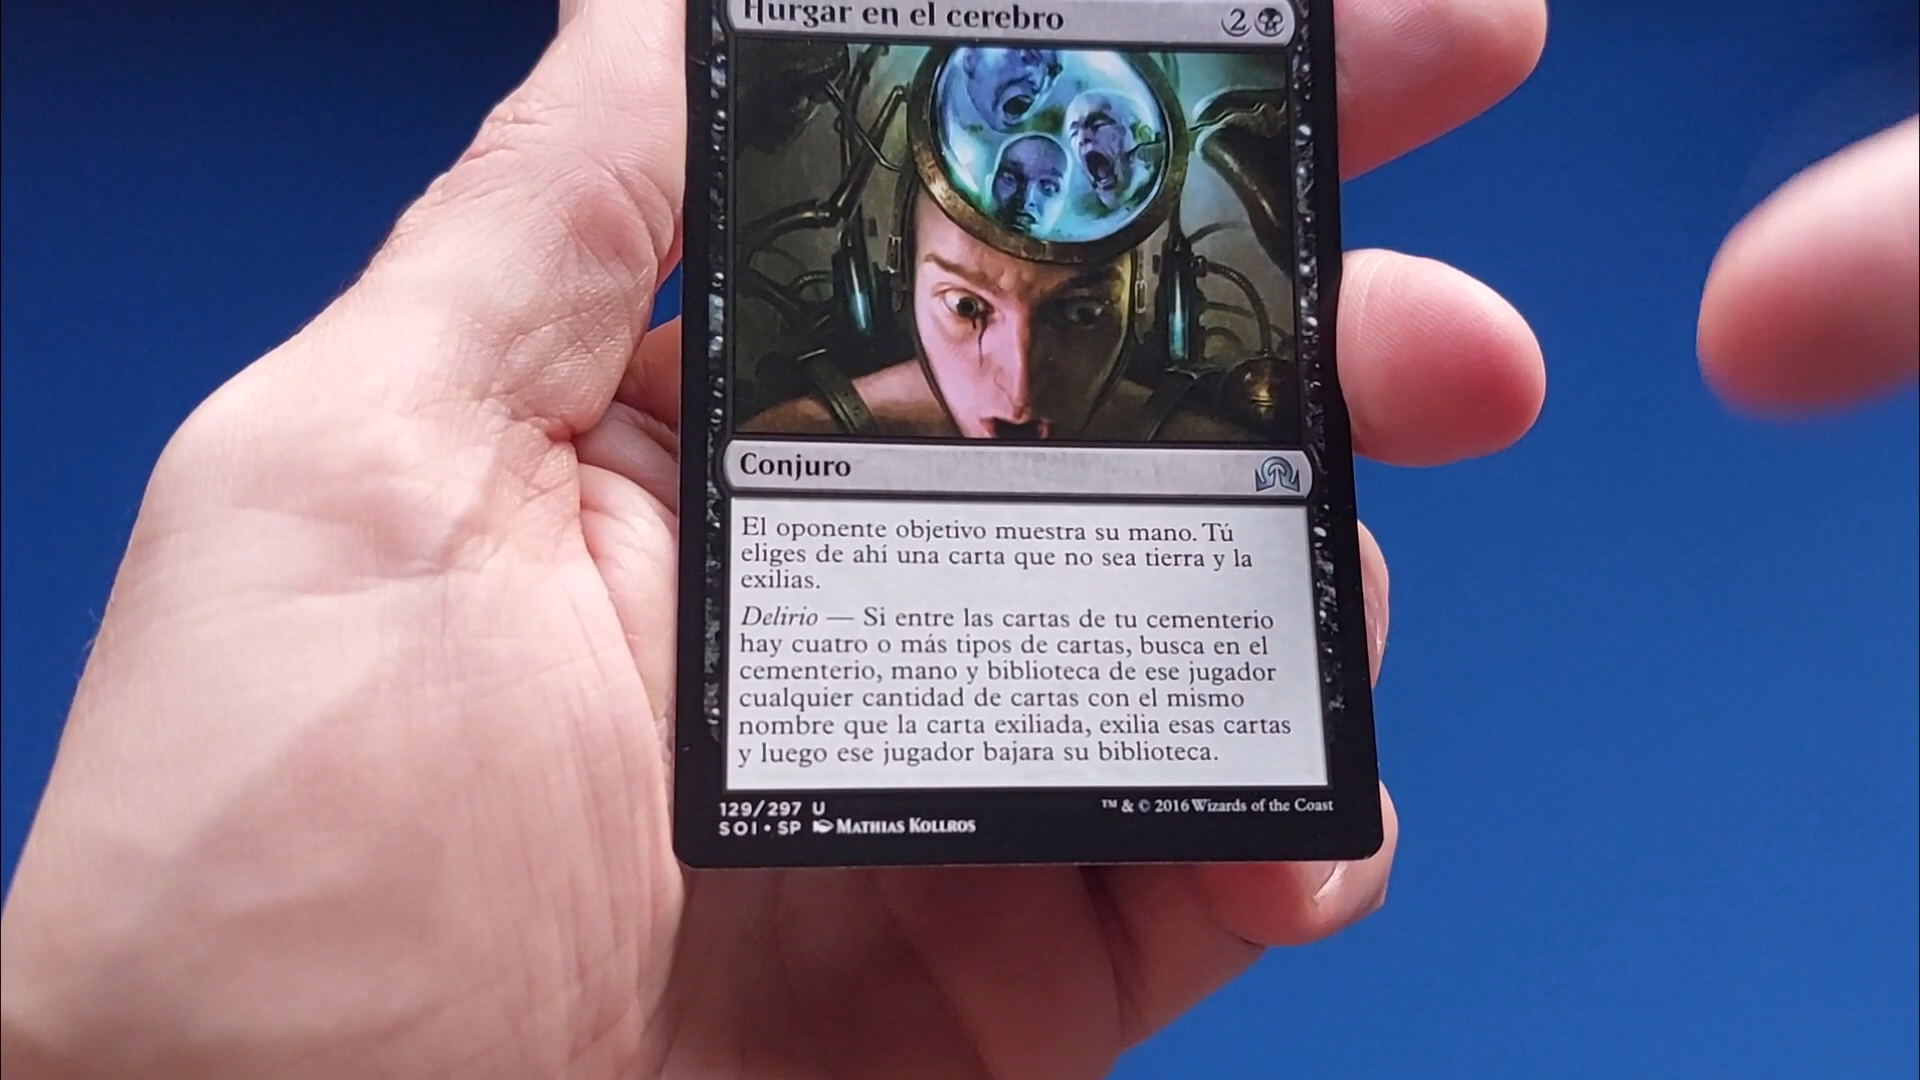 Hurgar en el cerebro 2
Conjuro
El oponente objetivo muestra su mano. Tú
eliges de ahí una carta que no sea tierra y la
exilias.
Delirio — Si entre las cartas de tu cementerio
hay cuatro o más tipos de cartas, busca en el
cementerio, mano y biblioteca de ese jugador
cualquier cantidad de cartas con el mismo
nombre que la carta exiliada, exilia esas cartas
y luego ese jugador bajara su biblioteca.
129/297 U
SOI • SP Mathias Kollros
™ & © 2016 Wizards of the Coast